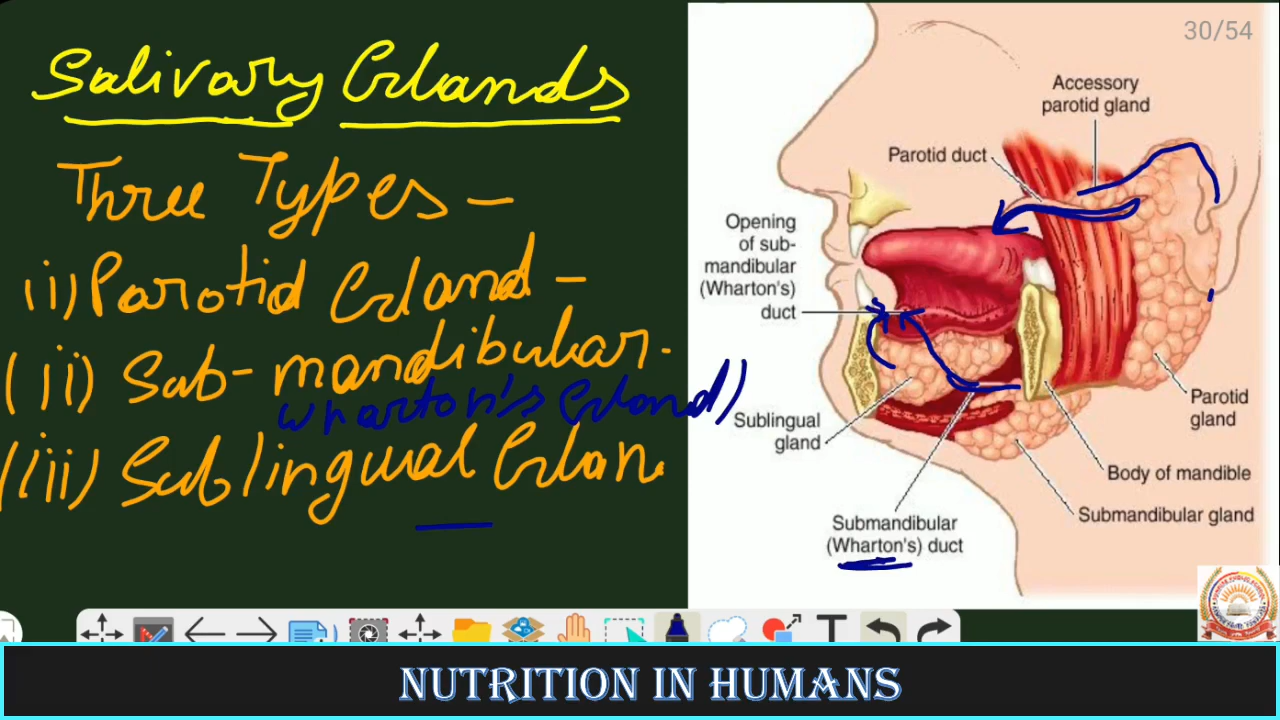 Salivary Glands
Three Types -
ii) Parotid Gland -
(ii) Sub-mandibular.
Wharton's Gland)
(iii) Sublingual Glan
30/54
Accessory
parotid gland
Parotid duct
Opening
of sub-
mandibular
(Wharton's)
duct
Sublingual
gland
Parotid
gland
Body of mandible
Submandibular gland
Submandibular
(Wharton's) duct
T
NUTRITION IN HUMANS